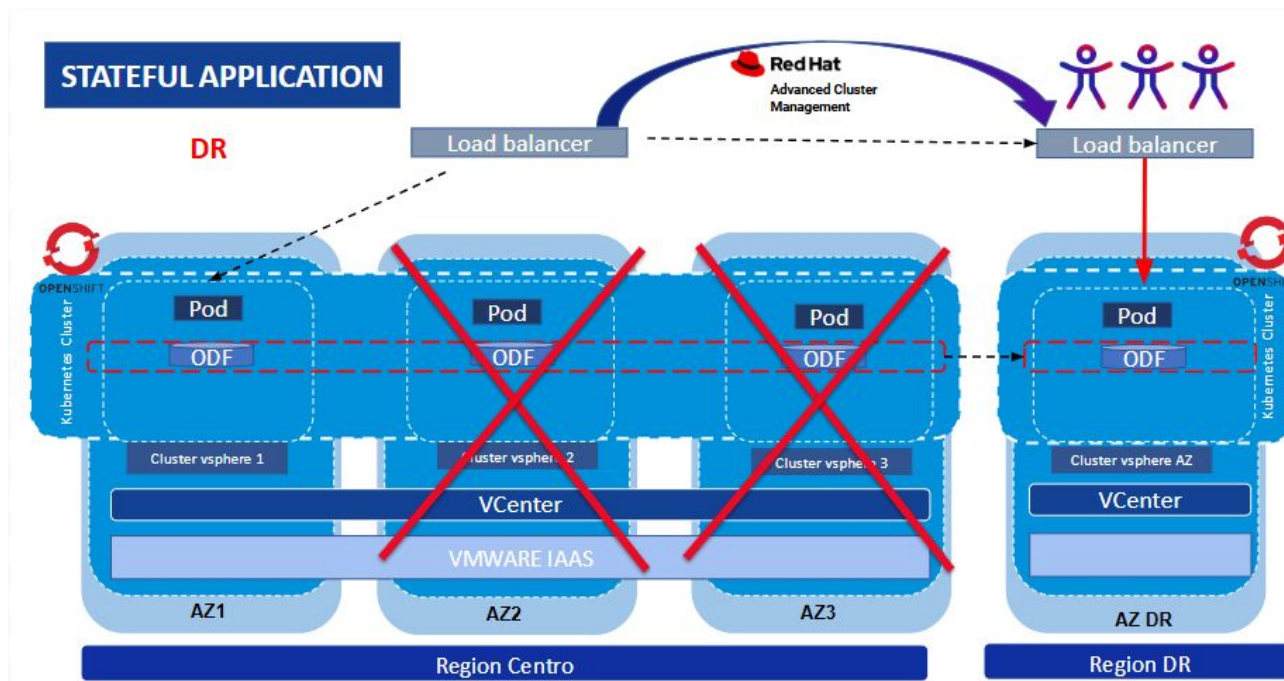 STATEFUL APPLICATION
DR
Red Hat
Advanced Cluster
Management
Load balancer
Load balancer
OPENSHIFT
Kubernetes Cluster
Pod
ODF
Pod
ODF
Pod
ODF
OPENSHI
Kubernetes Cluster
Pod
ODF
Cluster vsphere 1
Cluster vsphere 2
Cluster vsphere 3
Cluster vsphere AZ
VCenter
VCenter
VMWARE IAAS
AZ1
AZ2
AZ3
AZ DR
Region Centro
Region DR